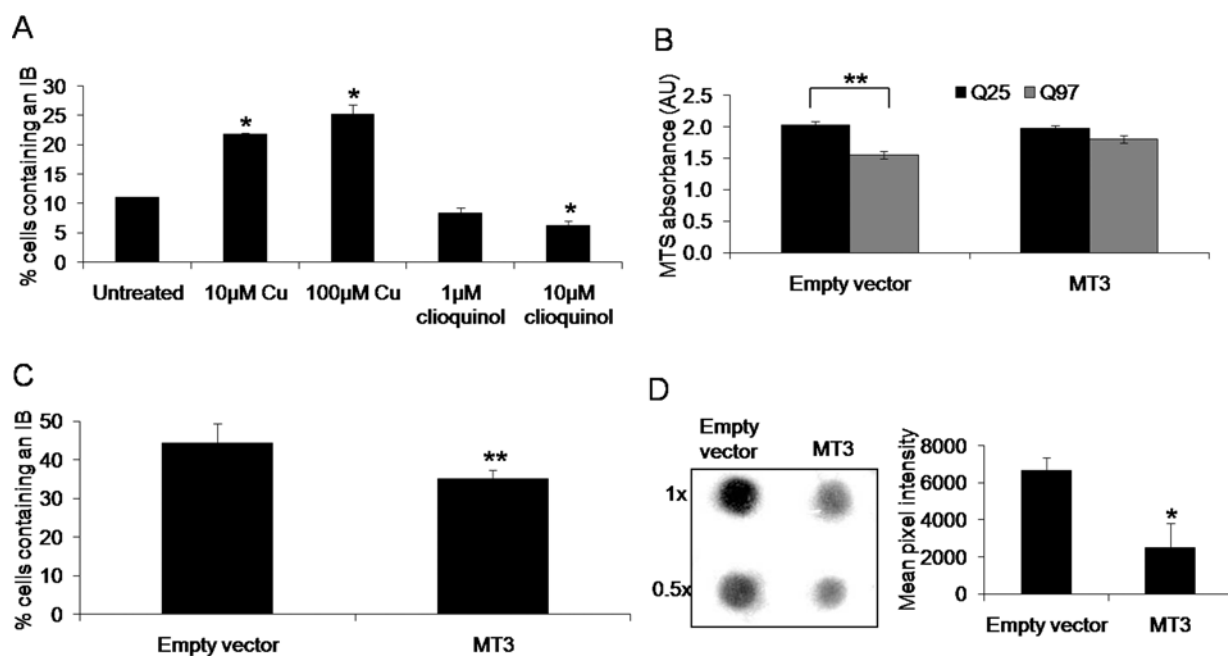 A
% cells containing an IB
30
25
20
15
10
5
0
*
*
*
Untreated
10µM Cu
100µM Cu
1µM
clioquinol
10µM
clioquinol
B
MTS absorbance (AU)
2.5
2.0
1.5
1.0
0.5
0.0
**
Q25
Q97
Empty vector
MT3
C
% cells containing an IB
50
40
30
20
10
0
**
Empty vector
MT3
D
Empty
vector
MT3
1x
0.5x
Mean pixel intensity
8000
6000
4000
2000
0
*
Empty vector
MT3